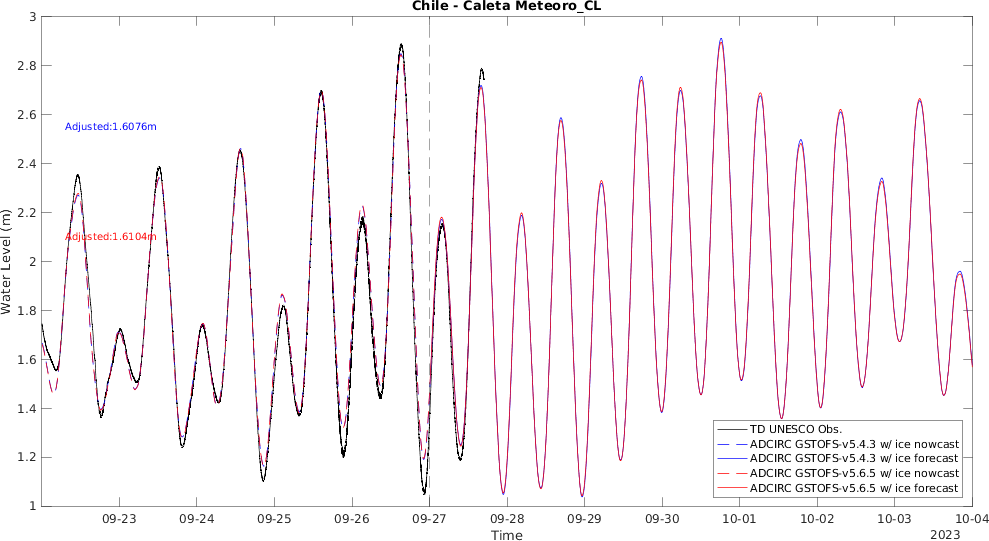 Chile - Caleta Meteoro_CL
3
2.8
2.6
2.4
2.2
2
1.8
1.6
1.4
1.2
1
Water Level (m)
Adjusted:1.6076m
Adjusted:1.6104m
TD UNESCO Obs.
ADCIRC GSTOFS-v5.4.3 w/ ice nowcast
ADCIRC GSTOFS-v5.4.3 w/ ice forecast
ADCIRC GSTOFS-v5.6.5 w/ ice nowcast
ADCIRC GSTOFS-v5.6.5 w/ ice forecast
09-23 09-24 09-25 09-26 09-27 09-28 09-29 09-30 10-01 10-02 10-03 10-04
Time
2023